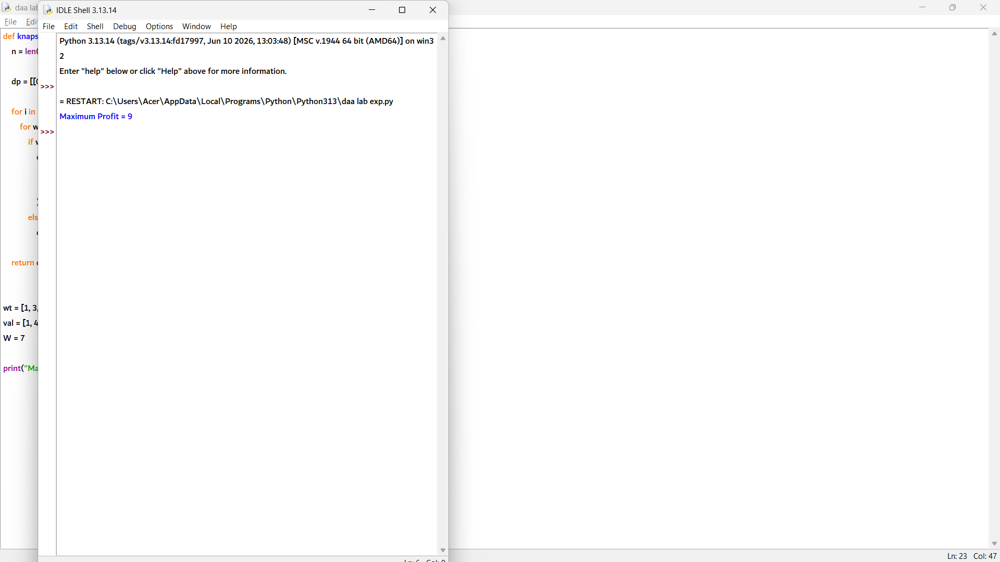 daa lab
File Edit
def knaps
n = len(
dp = [[0
for i in
for w
if w
)
els
return
wt = [1, 3,
val = [1, 4
W = 7
print("Ma
IDLE Shell 3.13.14
File Edit Shell Debug Options Window Help
Python 3.13.14 (tags/v3.13.14:fd17997, Jun 10 2026, 13:03:48) [MSC v.1944 64 bit (AMD64)] on win3
2
Enter "help" below or click "Help" above for more information.
>>>
= RESTART: C:\Users\Acer\AppData\Local\Programs\Python\Python313\daa lab exp.py
Maximum Profit = 9
>>>
Ln: 6 Col: 0
Ln: 23 Col: 47